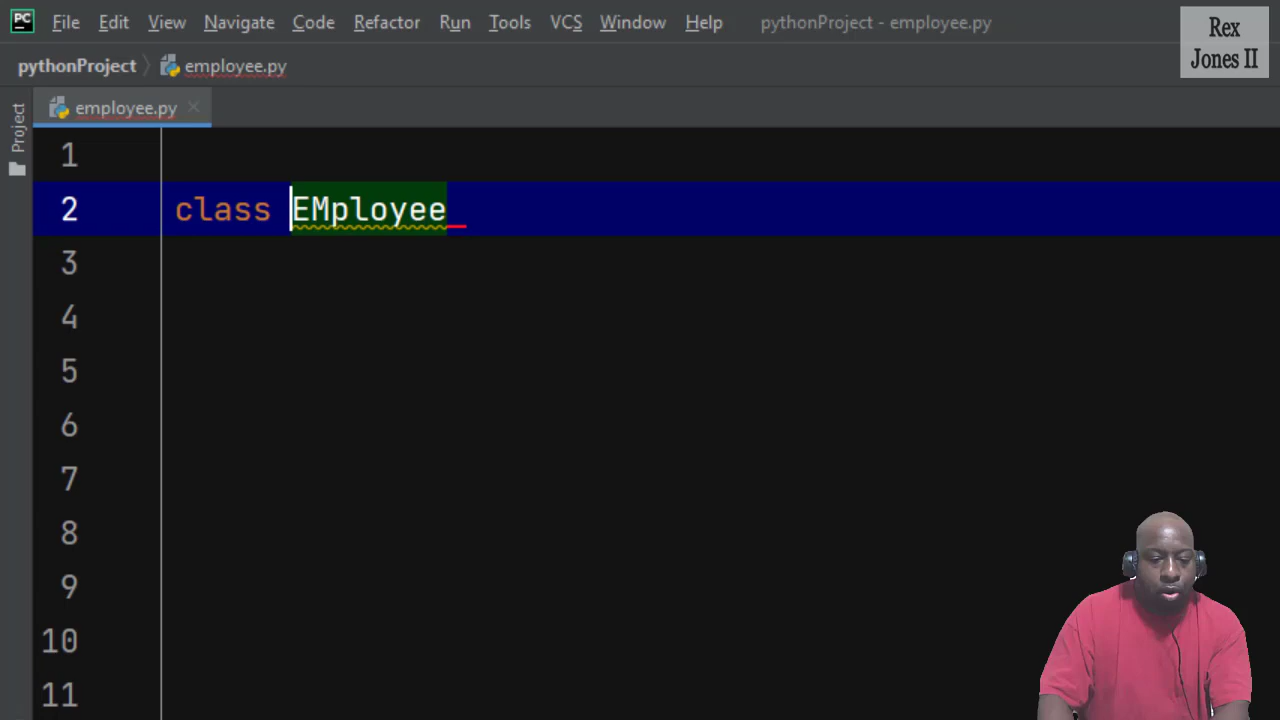 PC File Edit View Navigate Code Refactor Run Tools VCS Window Help pythonProject - employee.py
Rex
Jones II
pythonProject employee.py
employee.py
Project
1
2 class EMployee
3
4
5
6
7
8
9
10
11